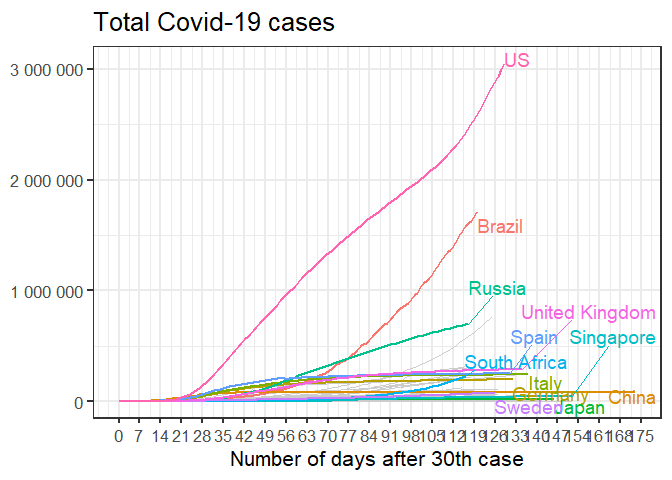 Total Covid-19 cases
3 000 000
2 000 000
1 000 000
0
US
Brazil
Russia
United Kingdom
Spain
Singapore
South Africa
Italy
Germany
China
Sweden
Japan
0 7 14 21 28 35 42 49 56 63 70 77 84 91 98 105 112 119 126 133 140 147 154 161 168 175
Number of days after 30th case